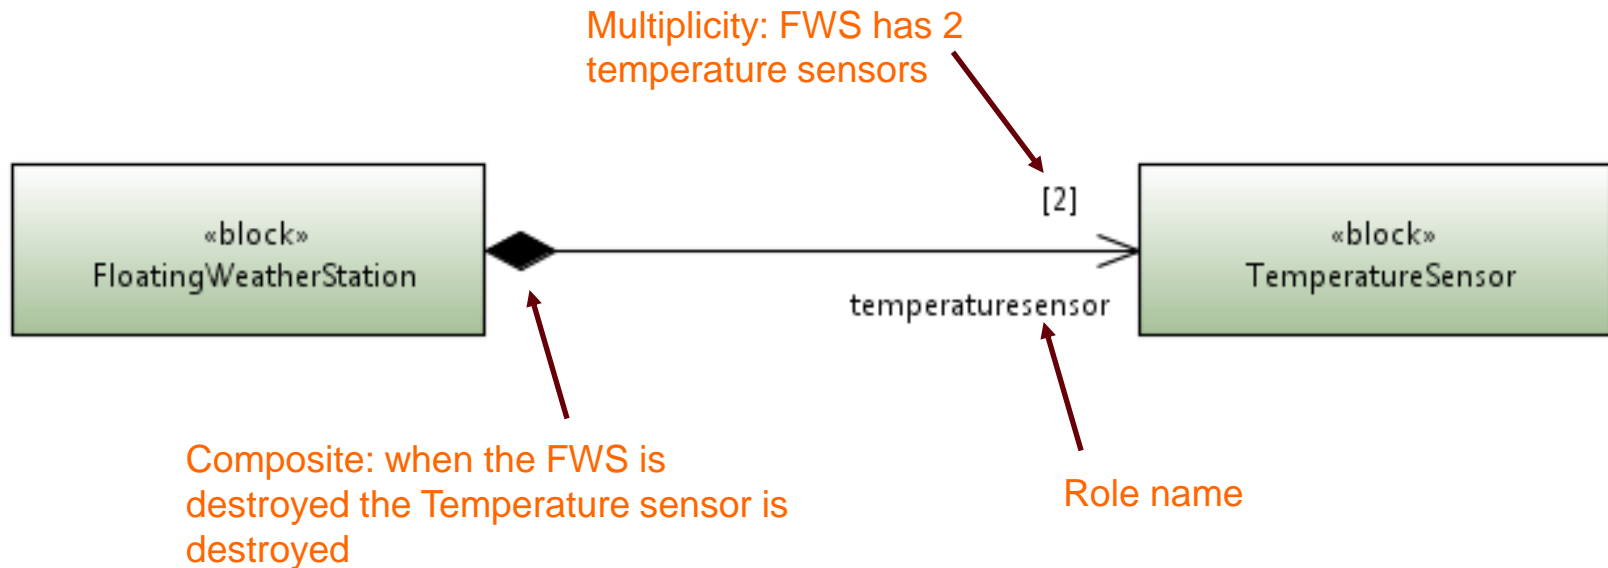 Multiplicity: FWS has 2
temperature sensors
[2]
«block»
FloatingWeatherStation
«block»
TemperatureSensor
temperaturesensor
Composite: when the FWS is
destroyed the Temperature sensor is
destroyed
Role name